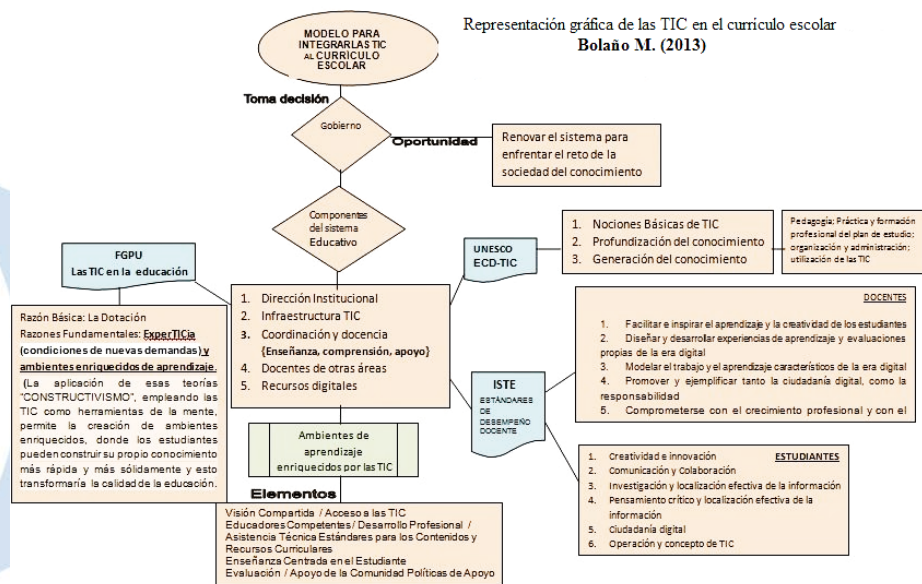 Representación gráfica de las TIC en el currículo escolar
Bolaño M. (2013)
MODELO PARA
INTEGRARLAS TIC
AL CURRÍCULO
ESCOLAR
Toma decisión
Gobierno
Oportunidad
Renovar el sistema para
enfrentar el reto de la
sociedad del conocimiento
Componentes
del sistema
Educativo
FGPU
Las TIC en la educación
UNESCO
ECD-TIC
1. Nociones Básicas de TIC
2. Profundización del conocimiento
3. Generación del conocimiento
Pedagogía; Práctica y formación
profesional del plan de estudio;
organización y administración;
utilización de las TIC
Razón Básica: La Dotación
Razones Fundamentales: ExperTICia
(condiciones de nuevas demandas) y
ambientes enriquecidos de aprendizaje.
(La aplicación de esas teorías
"CONSTRUCTIVISMO", empleando las
TIC como herramientas de la mente,
permite la creación de ambientes
enriquecidos, donde los estudiantes
pueden construir su propio conocimiento
más rápida y más sólidamente y esto
transformaría la calidad de la educación.
1. Dirección Institucional
2. Infraestructura TIC
3. Coordinación y docencia
{Enseñanza, comprensión, apoyo}
4. Docentes de otras áreas
5. Recursos digitales
DOCENTES
1. Facilitar e inspirar el aprendizaje y la creatividad de los estudiantes
2. Diseñar y desarrollar experiencias de aprendizaje y evaluaciones
propias de la era digital
3. Modelar el trabajo y el aprendizaje característicos de la era digital
4. Promover y ejemplificar tanto la ciudadanía digital, como la
responsabilidad
5. Comprometerse con el crecimiento profesional y con el
ISTE
ESTÁNDARES
DE
DESEMPEÑO
DOCENTE
Ambientes de
aprendizaje
enriquecidos por las TIC
ESTUDIANTES
1. Creatividad e innovación
2. Comunicación y Colaboración
3. Investigación y localización efectiva de la información
4. Pensamiento crítico y localización efectiva de la
información
5. Ciudadanía digital
6. Operación y concepto de TIC
Elementos
Visión Compartida / Acceso a las TIC
Educadores Competentes / Desarrollo Profesional /
Asistencia Técnica Estándares para los Contenidos y
Recursos Curriculares
Enseñanza Centrada en el Estudiante
Evaluación / Apoyo de la Comunidad Políticas de Apoyo